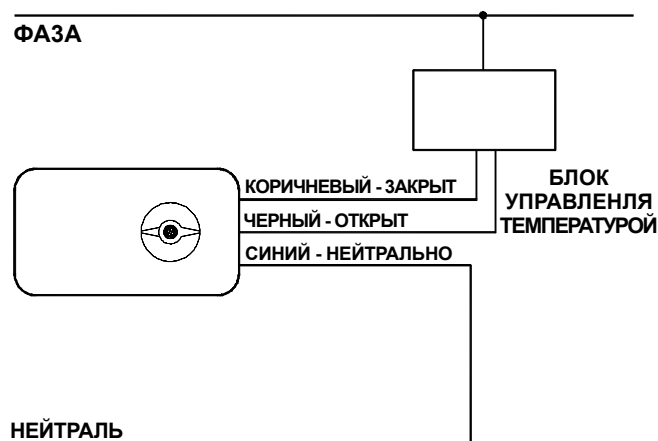 ФАЗА
КОРИЧНЕВЫЙ - ЗАКРЫТ
ЧЕРНЫЙ - ОТКРЫТ
СИНИЙ - НЕЙТРАЛЬНО
БЛОК
УПРАВЛЕНЛЯ
ТЕМПЕРАТУРОЙ
НЕЙТРАЛЬ